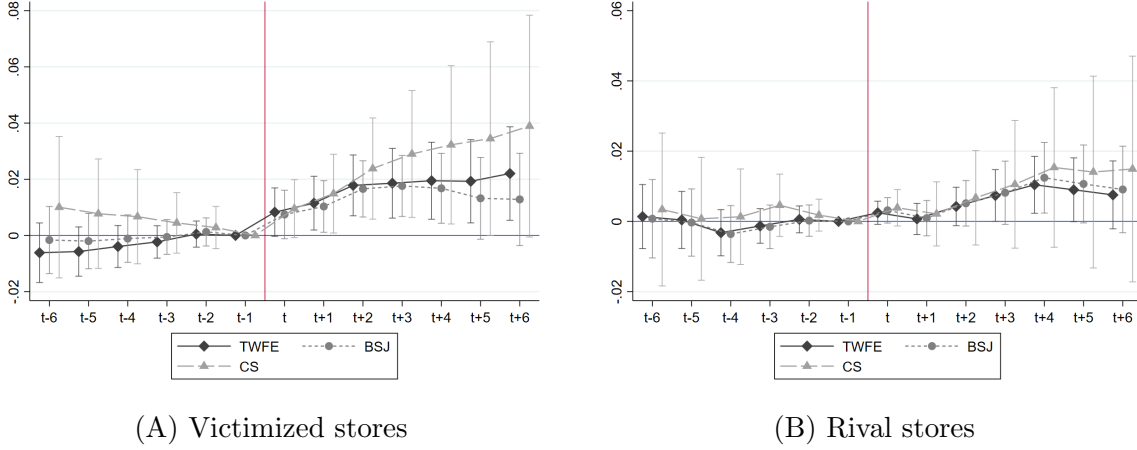 .08
.06
.04
.02
0
-.02
t-6 t-5 t-4 t-3 t-2 t-1 t t+1 t+2 t+3 t+4 t+5 t+6
TWFE BSJ
CS
(A) Victimized stores
.06
.04
.02
0
-.02
t-6 t-5 t-4 t-3 t-2 t-1 t t+1 t+2 t+3 t+4 t+5 t+6
TWFE BSJ
CS
(B) Rival stores